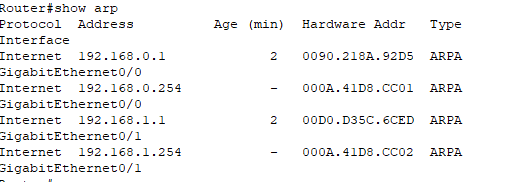 Router#show arp
Protocol  Address          Age (min)  Hardware Addr   Type
Interface
Internet  192.168.0.1             2   0090.218A.92D5  ARPA
GigabitEthernet0/0
Internet  192.168.0.254           -   000A.41D8.CC01  ARPA
GigabitEthernet0/0
Internet  192.168.1.1             2   00D0.D35C.6CED  ARPA
GigabitEthernet0/1
Internet  192.168.1.254           -   000A.41D8.CC02  ARPA
GigabitEthernet0/1